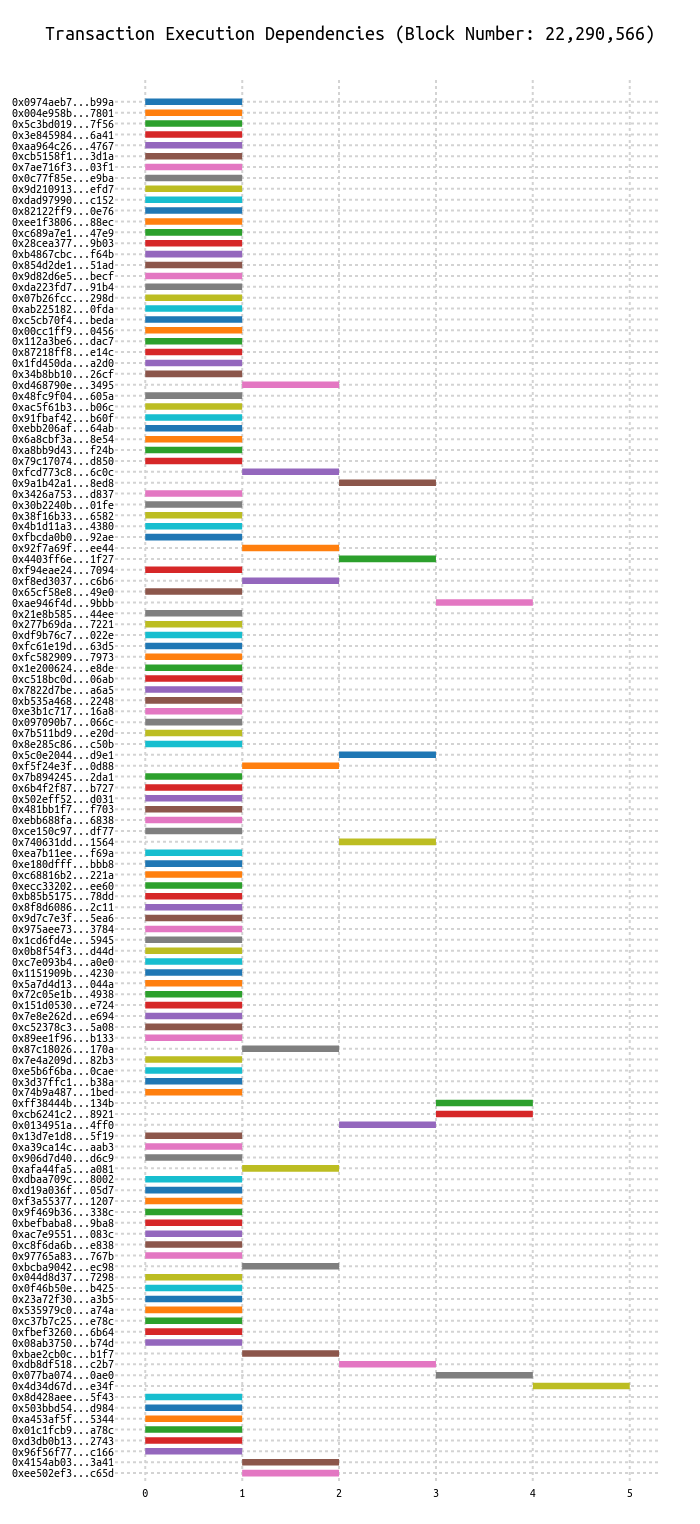 Transaction Execution Dependencies (Block Number: 22,290,566)
0x0974aeb7...b99a
0x004e958b...7801
0x5c3bd019...7f56
0x3e845984...6a41
0xaa964c26...4767
0xcb5158f1...3d1a
0x7ae716f3...03f1
0x0c77f85e...e9ba
0x9d210913...efd7
0xdad97990...c152
0x82122ff9...0e76
0xee1f3806...88ec
0xc689a7e1...47e9
0x28cea377...9b03
0xb4867cbc...f64b
0x854d2de1...51ad
0x9d82d6e5...becf
0xda223fd7...91b4
0x07b26fcc...298d
0xab225182...0fda
0xc5cb70f4...beda
0x00cc1ff9...0456
0x112a3be6...dac7
0x87218ff8...e14c
0x1fd450da...a2d0
0x34b8bb10...26cf
0xd468790e...3495
0x48fc9f04...605a
0xac5f61b3...b06c
0x91fbaf42...b60f
0xebb206af...64ab
0x6a8cbf3a...8e54
0xa8bb9d43...f24b
0x79c17074...d850
0xfcd773c8...6c0c
0x9a1b42a1...8ed8
0x3426a753...d837
0x30b2240b...01fe
0x38f16b33...6582
0x4b1d11a3...4380
0xfbcda0b0...92ae
0x92f7a69f...ee44
0x4403ff6e...1f27
0xf94eae24...7094
0xf8ed3037...c6b6
0x65cf58e8...49e0
0xae946f4d...9bbb
0x21e8b585...44ee
0x277b69da...7221
0xdf9b76c7...022e
0xfc61e19d...63d5
0xfc582909...7973
0x1e200624...e8de
0xc518bc0d...06ab
0x7822d7be...a6a5
0xb535a468...2248
0xe3b1c717...16a8
0x097090b7...066c
0x7b511bd9...e20d
0x8e285c86...c50b
0x5c0e2044...d9e1
0xf5f24e3f...0d88
0x7b894245...2da1
0x6b4f2f87...b727
0x502eff52...d031
0x481bb1f7...f703
0xebb688fa...6838
0xce150c97...df77
0x740631dd...1564
0xea7b11ee...f69a
0xe180dfff...bbb8
0xc68816b2...221a
0xecc33202...ee60
0xb85b5175...78dd
0x8f8d6086...2c11
0x9d7c7e3f...5ea6
0x975aee73...3784
0x1cd6fd4e...5945
0x0b8f54f3...d44d
0xc7e093b4...a0e0
0x1151909b...4230
0x5a7d4d13...044a
0x72c05e1b...4938
0x151d0530...e724
0x7e8e262d...e694
0xc52378c3...5a08
0x89ee1f96...b133
0x87c18026...170a
0x7e4a209d...82b3
0xe5b6f6ba...0cae
0x3d37ffc1...b38a
0x74b9a487...1bed
0xff38444b...134b
0xcb6241c2...8921
0x0134951a...4ff0
0x13d7e1d8...5f19
0xa39ca14c...aab3
0x906d7d40...d6c9
0xafa44fa5...a081
0xdbaa709c...8002
0xd19a036f...05d7
0xf3a55377...1207
0x9f469b36...338c
0xbefbaba8...9ba8
0xac7e9551...083c
0xc8f6da6b...e838
0x97765a83...767b
0xbcba9042...ec98
0x044d8d37...7298
0x0f46b50e...b425
0x23a72f30...a3b5
0x535979c0...a74a
0xc37b7c25...e78c
0xfbef3260...6b64
0x08ab3750...b74d
0xbae2cb0c...b1f7
0xdb8df518...c2b7
0x077ba074...0ae0
0x4d34d67d...e34f
0x8d428aee...5f43
0x503bbd54...d984
0xa453af5f...5344
0x01c1fcb9...a78c
0xd3db0b13...2743
0x96f56f77...c166
0x4154ab03...3a41
0xee502ef3...c65d
0 1 2 3 4 5